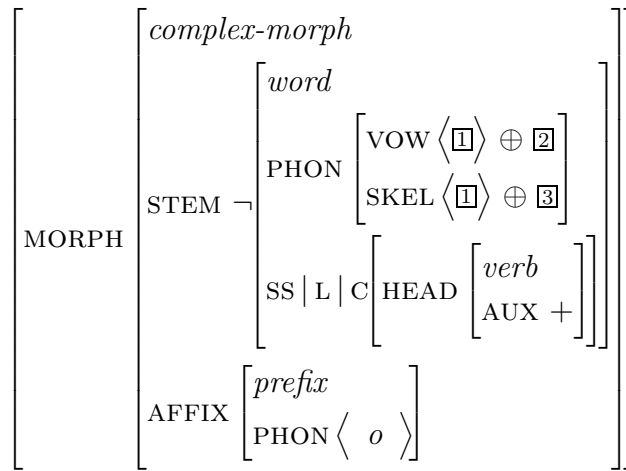 complex-morph
word
VOW ⟨1⟩ ⊕ 2
PHON
SKEL ⟨1⟩ ⊕ 3
STEM ¬
MORPH
verb
SS | L | C HEAD
AUX +
prefix
AFFIX
PHON ⟨ o ⟩